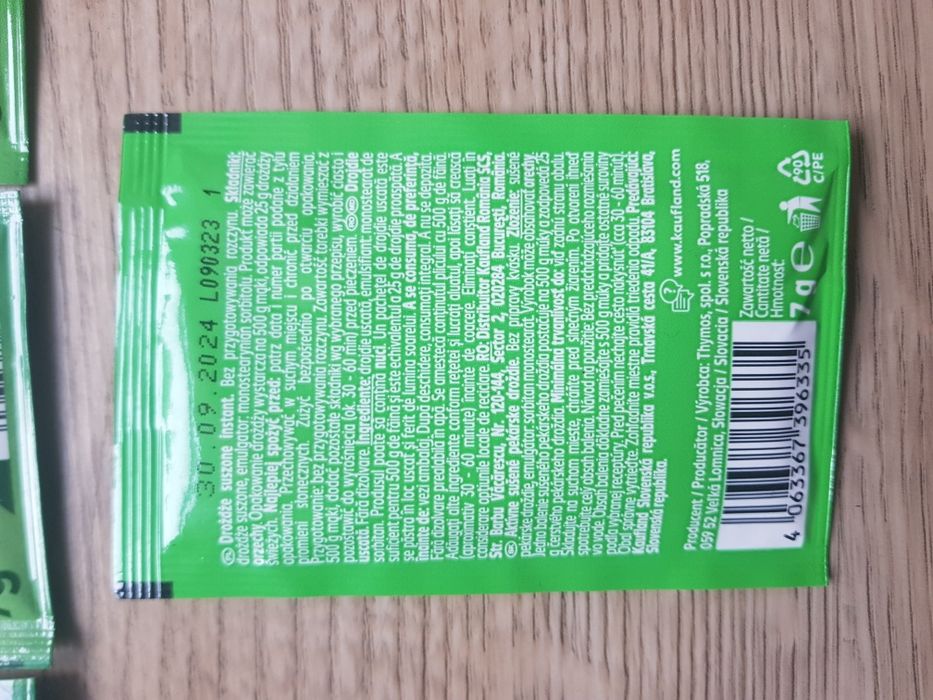 30.09.2024 L090323 1
PL Drożdże suszone instant. Bez przygotowywania rozczynu. Składniki:
drożdże suszone, emulgator: monostearynian sorbitolu. Produkt może zawierać
orzechy. Opakowanie drożdży wystarcza na 500 g mąki, odpowiada 25 g drożdży
świeżych. Najlepiej spożyć przed: patrz data i numer partii podane z tyłu
opakowania. Przechowywać w suchym miejscu i chronić przed działaniem
promieni słonecznych. Zużyć bezpośrednio po otwarciu opakowania.
Przygotowanie: bez przygotowywania rozczynu. Zawartość torebki wymieszać z
500 g mąki, dodać pozostałe składniki wg wybranego przepisu, wyrobić ciasto i
pozostawić do wyrośnięcia (ok. 30 - 60 min) przed pieczeniem. RO MD Drojdie
uscată. Fără dizolvare. Ingrediente: drojdie uscată, emulsifiant: monostearat de
sorbitan. Produsul poate să conțină nuci. Un pachețel de drojdie uscată este
suficient pentru 500 g de făină și este echivalentul a 25 g de drojdie proaspătă. A
se păstra în loc uscat și ferit de lumina soarelui. A se consuma, de preferință,
înainte de: vezi ambalaj. După deschidere, consumați integral. A nu se depozita.
Fără dizolvare prealabilă în apă. Se amestecă conținutul plicului cu 500 g de făină.
Adăugați alte ingrediente conform rețetei și lucrați aluatul, apoi lăsați să crească
(aproximativ 30 - 60 minute) înainte de coacere. Eliminați conștient. Luați în
considerare opțiunile locale de reciclare. RO. Distribuitor Kaufland România SCS,
Str. Barbu Văcărescu, Nr. 120-144, Sector 2, 020284 București, România.
SK Aktívne sušené pekárske droždie. Bez prípravy kvásku. Zloženie: sušené
pekárske droždie, emulgátor: sorbitan monostearát. Výrobok môže obsahovať orechy.
Jedno balenie sušeného pekárskeho droždia postačuje na 500 g múky a zodpovedá 25
g čerstvého pekárskeho droždia. Minimálna trvanlivosť do: viď zadnú stranu obalu.
Skladujte na suchom mieste, chráňte pred slnečným žiarením. Po otvorení ihneď
spotrebujte celý obsah balenia. Návod na použitie: Bez predchádzajúceho rozmiešania
vo vode. Obsah balenia dôkladne zamiešajte s 500 g múky a pridajte ostatné suroviny
podľa vybranej receptúry. Pred pečením nechajte cesto nakysnúť (cca 30 - 60 minút).
Obal správne vytrieďte. Zohľadnite miestne pravidlá triedenia odpadu. Predávajúci:
Kaufland Slovenská republika v.o.s., Trnavská cesta 41/A, 83104 Bratislava,
Slovenská republika.
www.kaufland.com
Producent / Producător / Výrobca: Thymos, spol. s r.o., Popradská 518,
059 52 Veľká Lomnica, Słowacja / Slovacia / Slovenská republika
Zawartość netto /
Cantitate netă /
Hmotnosť
7 g e
C/PE
4 063367 396335